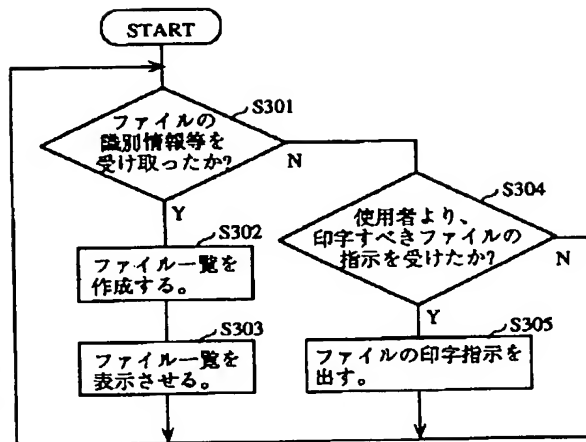 START
S301
ファイルの
識別情報等を
受け取ったか?
N
Y
S304
使用者より、
印字すべきファイルの
指示を受けたか?
N
Y
S302
ファイル一覧を
作成する。
S303
ファイル一覧を
表示させる。
S305
ファイルの印字指示を
出す。